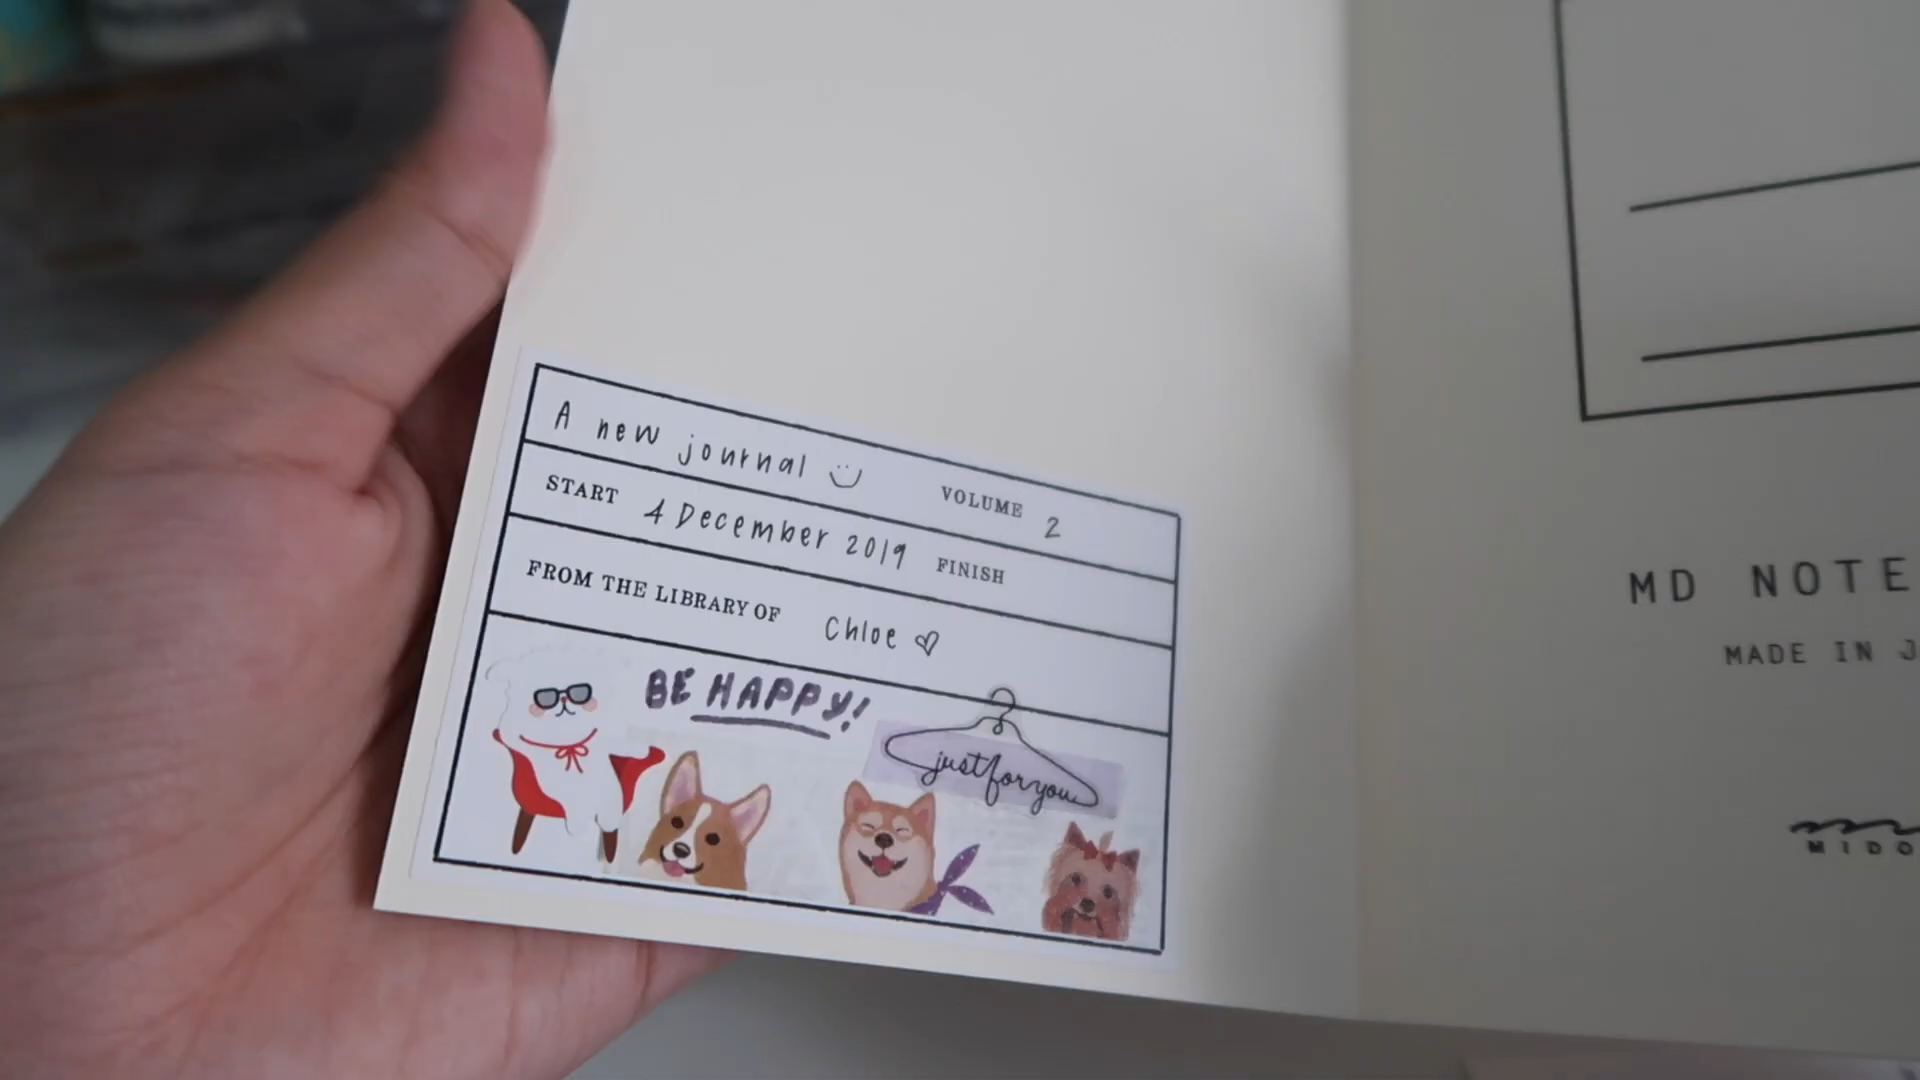 A new journal
VOLUME 2
START 4 December 2019 FINISH
FROM THE LIBRARY OF Chloe
BE HAPPY!
just for you
MD NOTE
MADE IN J
MIDO